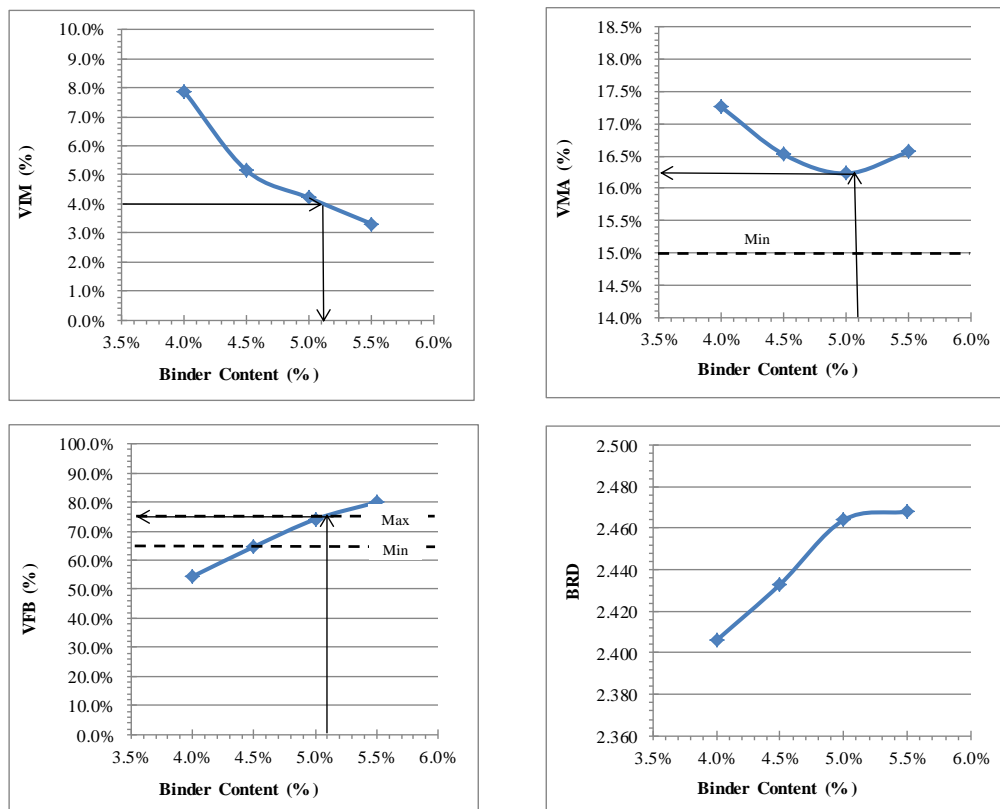 10.0%
9.0%
8.0%
7.0%
6.0%
5.0%
4.0%
3.0%
2.0%
1.0%
0.0%
VIM (%)
3.5% 4.0% 4.5% 5.0% 5.5% 6.0%
Binder Content (%)
18.5%
18.0%
17.5%
17.0%
16.5%
16.0%
15.5%
15.0%
14.5%
14.0%
VMA (%)
Min
3.5% 4.0% 4.5% 5.0% 5.5% 6.0%
Binder Content (%)
100.0%
90.0%
80.0%
70.0%
60.0%
50.0%
40.0%
30.0%
20.0%
10.0%
0.0%
VFB (%)
Max
Min
3.5% 4.0% 4.5% 5.0% 5.5% 6.0%
Binder Content (%)
2.500
2.480
2.460
2.440
2.420
2.400
2.380
2.360
BRD
3.5% 4.0% 4.5% 5.0% 5.5% 6.0%
Binder Content (%)